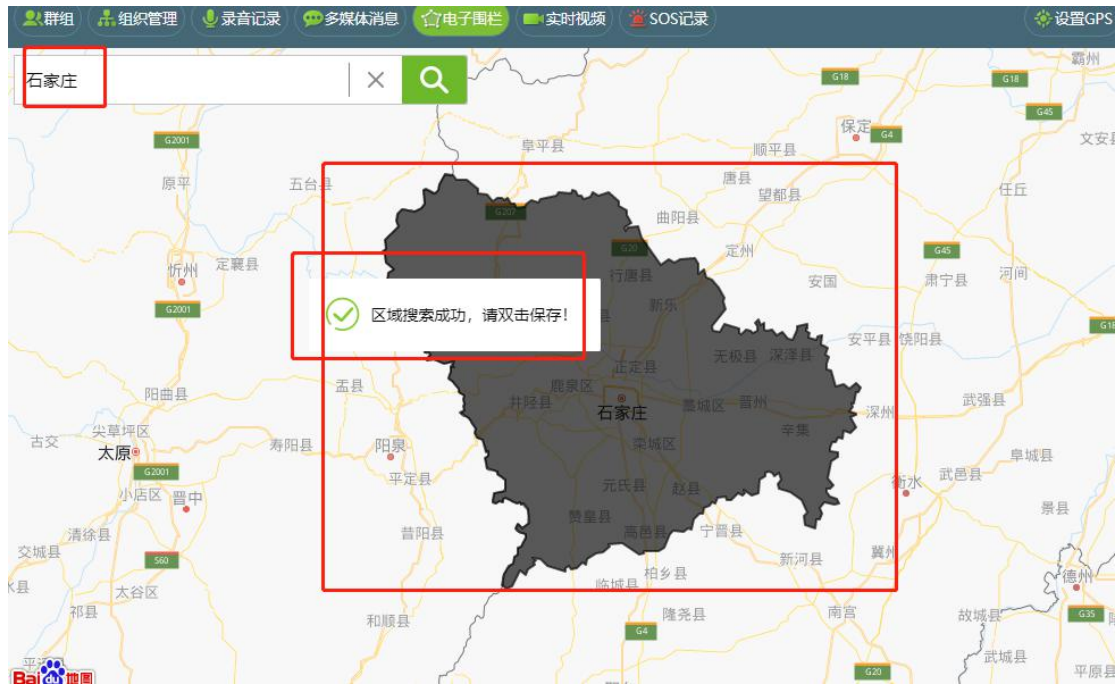 群组
组织管理
录音记录
多媒体消息
电子围栏
实时视频
SOS记录
设置GPS
石家庄
霸州
G18
G18
G45
G2001
保定
G4
文安县
阜平县
顺平县
原平
五台县
唐县
望都县
任丘
G202
曲阳县
G20
定州
G45
忻州
定襄县
行唐县
安国
肃宁县
河间
G2001
区域搜索成功，请双击保存！
新乐
县
G18
安平县
饶阳县
正定县
无极县
深泽县
阳曲县
盂县
鹿泉区
井陉县
石家庄
藁城区
晋州
深州
武强县
古交
尖草坪区
太原
寿阳县
阳泉
栾城区
辛集
阜城县
G2001
平定县
小店区
晋中
元氏县
赵县
衡水
武邑县
景县
清徐县
昔阳县
赞皇县
高邑县
宁晋县
交城县
S60
新河县
冀州
水县
太谷区
临城县
柏乡县
德州
祁县
和顺县
隆尧县
南宫
故城县
G35
G4
武城县
G20
平原县
Bai du 地图